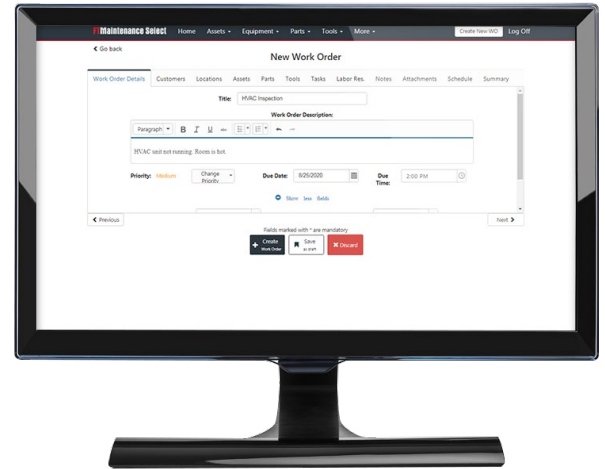 Maintenance Select Home Assets Equipment Parts Tools More Create New WO Log Off
Go back
New Work Order
Work Order Details Customers Locations Assets Parts Tools Tasks Labor Res. Notes Attachments Schedule Summary
Title: HVAC Inspection
Work Order Description:
Paragraph B I U abc
HVAC unit not running. Room is hot.
Priority: Medium Change Priority Due Date: 8/25/2020 Due Time: 2:00 PM
Show less fields
Previous Next
Fields marked with * are mandatory
Create Work Order Save as draft Discard